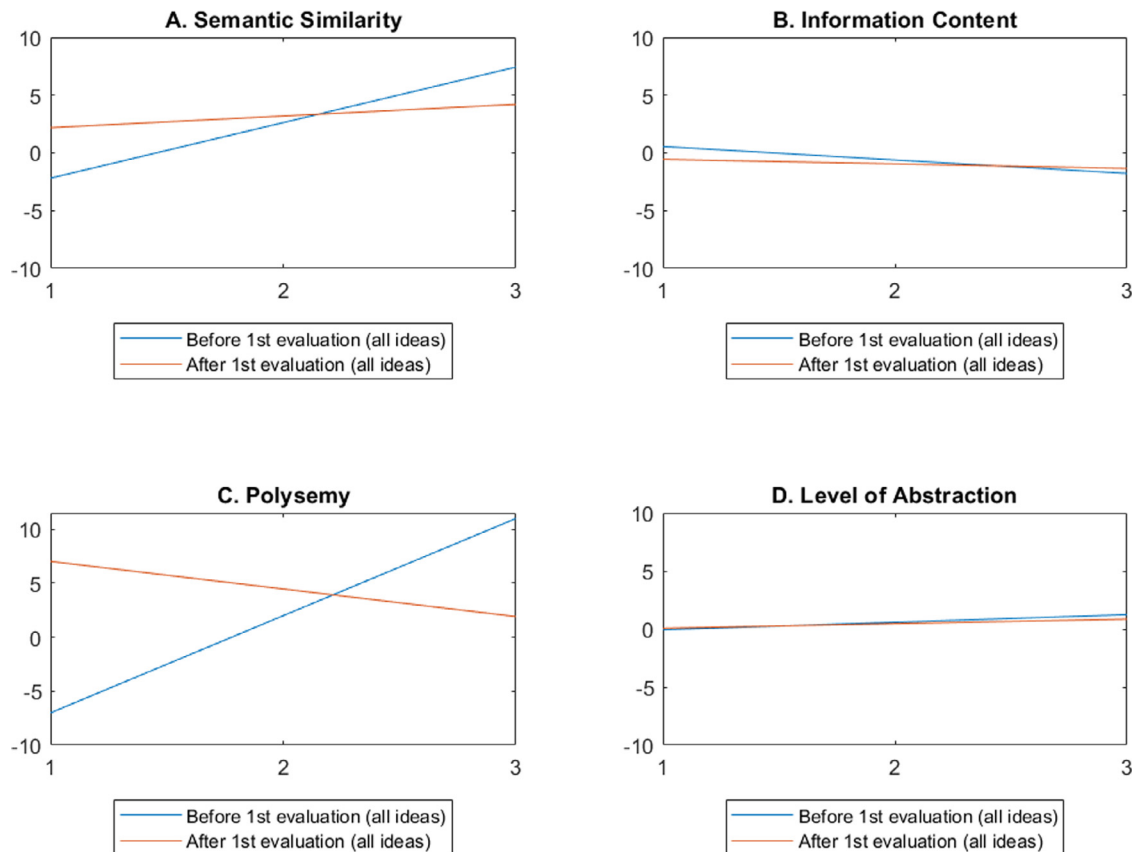 A. Semantic Similarity
10
5
0
-5
-10
1
2
3
Before 1st evaluation (all ideas)
After 1st evaluation (all ideas)
B. Information Content
10
5
0
-5
-10
1
2
3
Before 1st evaluation (all ideas)
After 1st evaluation (all ideas)
C. Polysemy
10
5
0
-5
-10
1
2
3
Before 1st evaluation (all ideas)
After 1st evaluation (all ideas)
D. Level of Abstraction
10
5
0
-5
-10
1
2
3
Before 1st evaluation (all ideas)
After 1st evaluation (all ideas)